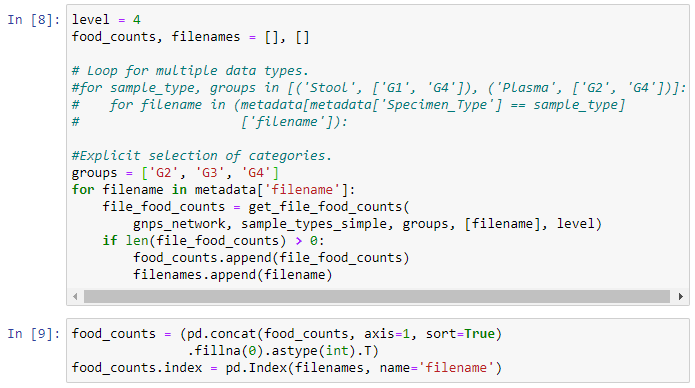 In [8]: level = 4
food_counts, filenames = [], []
# Loop for multiple data types.
#for sample_type, groups in [('Stool', ['G1', 'G4']), ('Plasma', ['G2', 'G4'])]:
#    for filename in (metadata[metadata['Specimen_Type'] == sample_type]
#                     ['filename']):
#Explicit selection of categories.
groups = ['G2', 'G3', 'G4']
for filename in metadata['filename']:
    file_food_counts = get_file_food_counts(
        gnps_network, sample_types_simple, groups, [filename], level)
    if len(file_food_counts) > 0:
        food_counts.append(file_food_counts)
        filenames.append(filename)
In [9]: food_counts = (pd.concat(food_counts, axis=1, sort=True)
               .fillna(0).astype(int).T)
food_counts.index = pd.Index(filenames, name='filename')